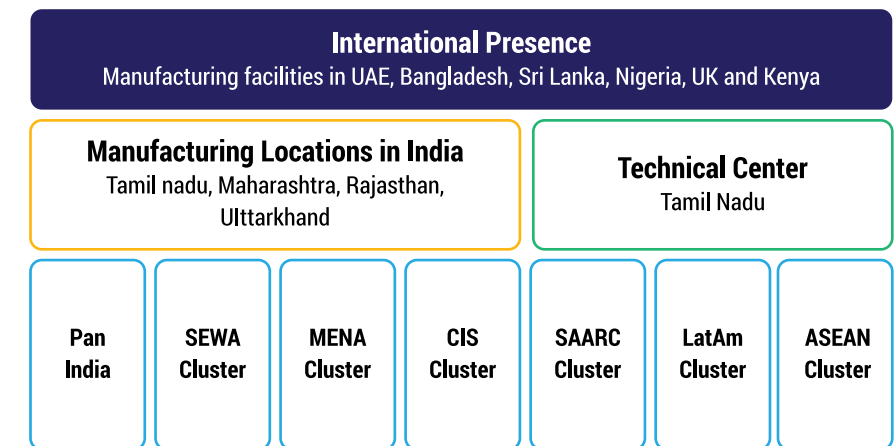 International Presence
Manufacturing facilities in UAE, Bangladesh, Sri Lanka, Nigeria, UK and Kenya
Manufacturing Locations in India
Tamil nadu, Maharashtra, Rajasthan,
UIttarkhand
Technical Center
Tamil Nadu
Pan
India
SEWA
Cluster
MENA
Cluster
CIS
Cluster
SAARC
Cluster
LatAm
Cluster
ASEAN
Cluster